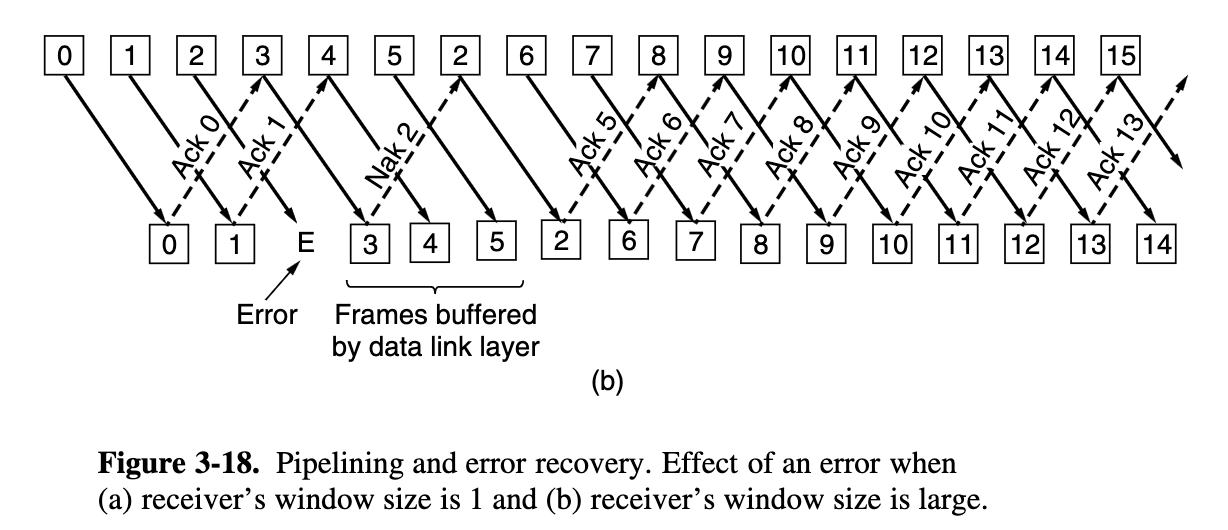 0 1 2 3 4 5 2 6 7 8 9 10 11 12 13 14 15
Ack 0 Ack 1 Nak 2 Ack 5 Ack 6 Ack 7 Ack 8 Ack 9 Ack 10 Ack 11 Ack 12 Ack 13
0 1 E 3 4 5 2 6 7 8 9 10 11 12 13 14
Error Frames buffered
by data link layer
(b)
Figure 3-18. Pipelining and error recovery. Effect of an error when
(a) receiver’s window size is 1 and (b) receiver’s window size is large.